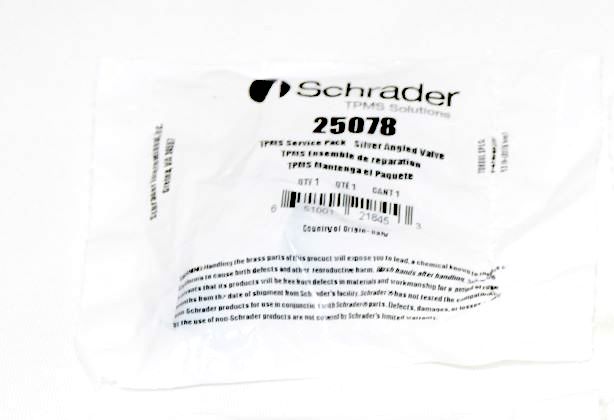 Schrader
TPMS Solutions
25078
TPMS Service Pack Silver Angled Valve
TPMS Ensemble de reparation
TPMS Mantenga el Paquete
QTY 1 QTE 1 CANT 1
6 51001 21845 3
Country of Origin- Italy
Handling the brass parts of this product will expose you to lead, a chemical known to
to cause birth defects and other reproductive harm. Wash hands after handling.
that its products will be free from defects in materials and workmanship for a period of
from the date of shipment from Schrader's facility. Schrader has not tested the
non-Schrader products for use in conjunction with Schrader parts. Defects, damages, or losses
the use of non-Schrader products are not covered by Schrader's limited warranty.